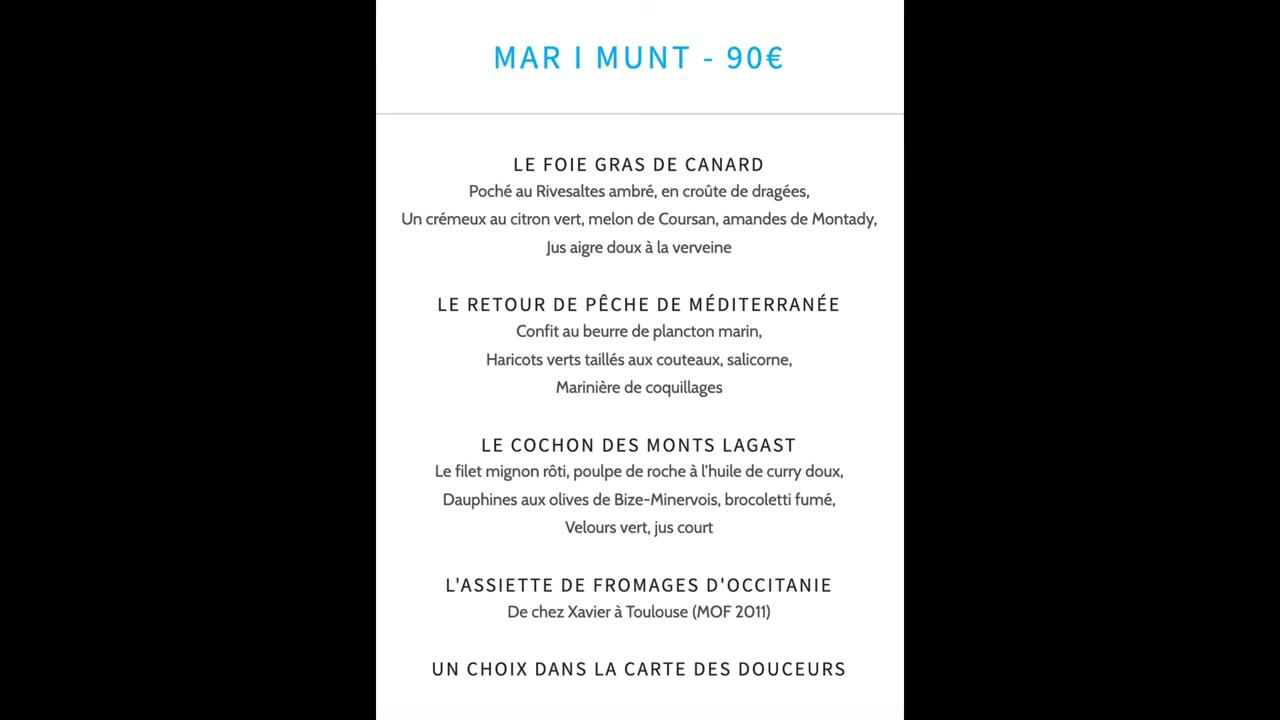 MAR I MUNT - 90€
LE FOIE GRAS DE CANARD
Poché au Rivesaltes ambré, en croûte de dragées,
Un crémeux au citron vert, melon de Coursan, amandes de Montady,
Jus aigre doux à la verveine
LE RETOUR DE PÊCHE DE MÉDITERRANÉE
Confit au beurre de plancton marin,
Haricots verts taillés aux couteaux, salicorne,
Marinière de coquillages
LE COCHON DES MONTS LAGAST
Le filet mignon rôti, poulpe de roche à l'huile de curry doux,
Dauphines aux olives de Bize-Minervois, brocoletti fumé,
Velours vert, jus court
L'ASSIETTE DE FROMAGES D'OCCITANIE
De chez Xavier à Toulouse (MOF 2011)
UN CHOIX DANS LA CARTE DES DOUCEURS